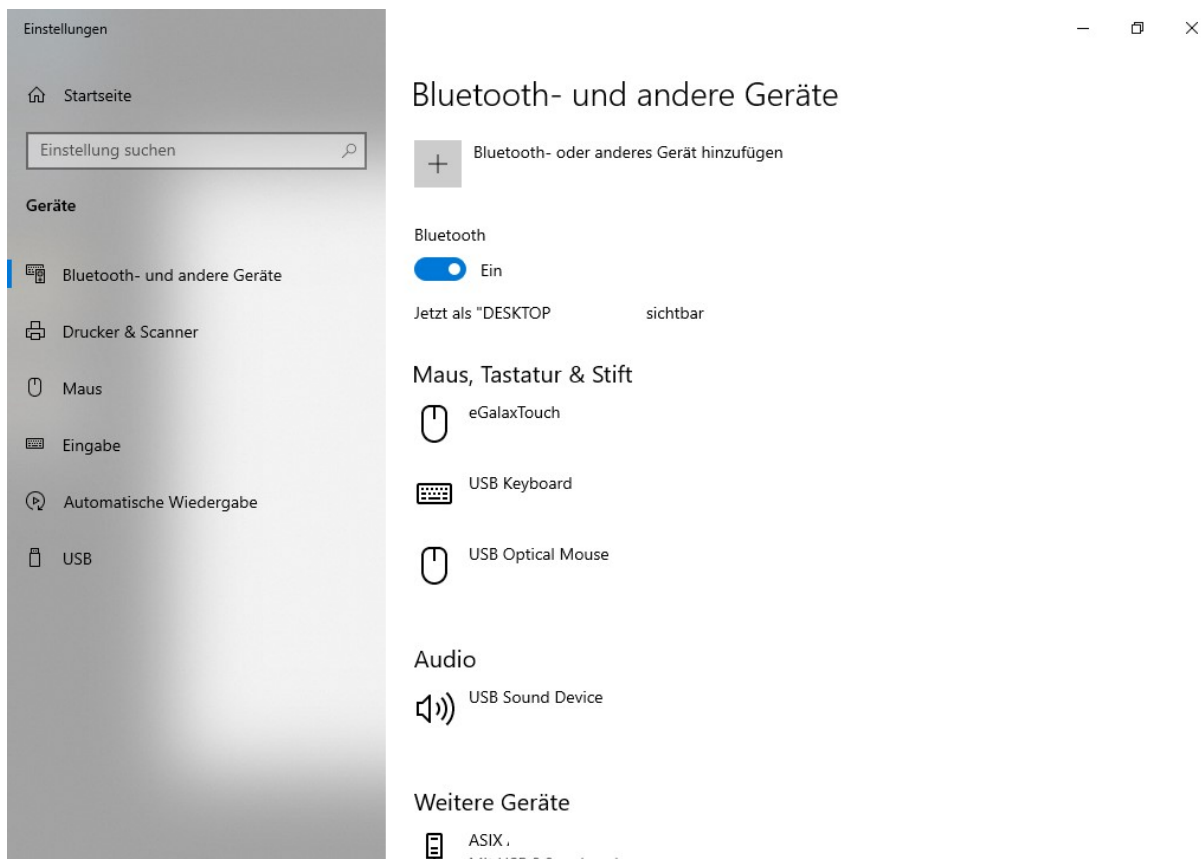 Einstellungen
Startseite
Einstellung suchen
Geräte
Bluetooth- und andere Geräte
Drucker & Scanner
Maus
Eingabe
Automatische Wiedergabe
USB
Bluetooth- und andere Geräte
Bluetooth- oder anderes Gerät hinzufügen
Bluetooth
Ein
Jetzt als "DESKTOP sichtbar
Maus, Tastatur & Stift
eGalaxTouch
USB Keyboard
USB Optical Mouse
Audio
USB Sound Device
Weitere Geräte
ASIX